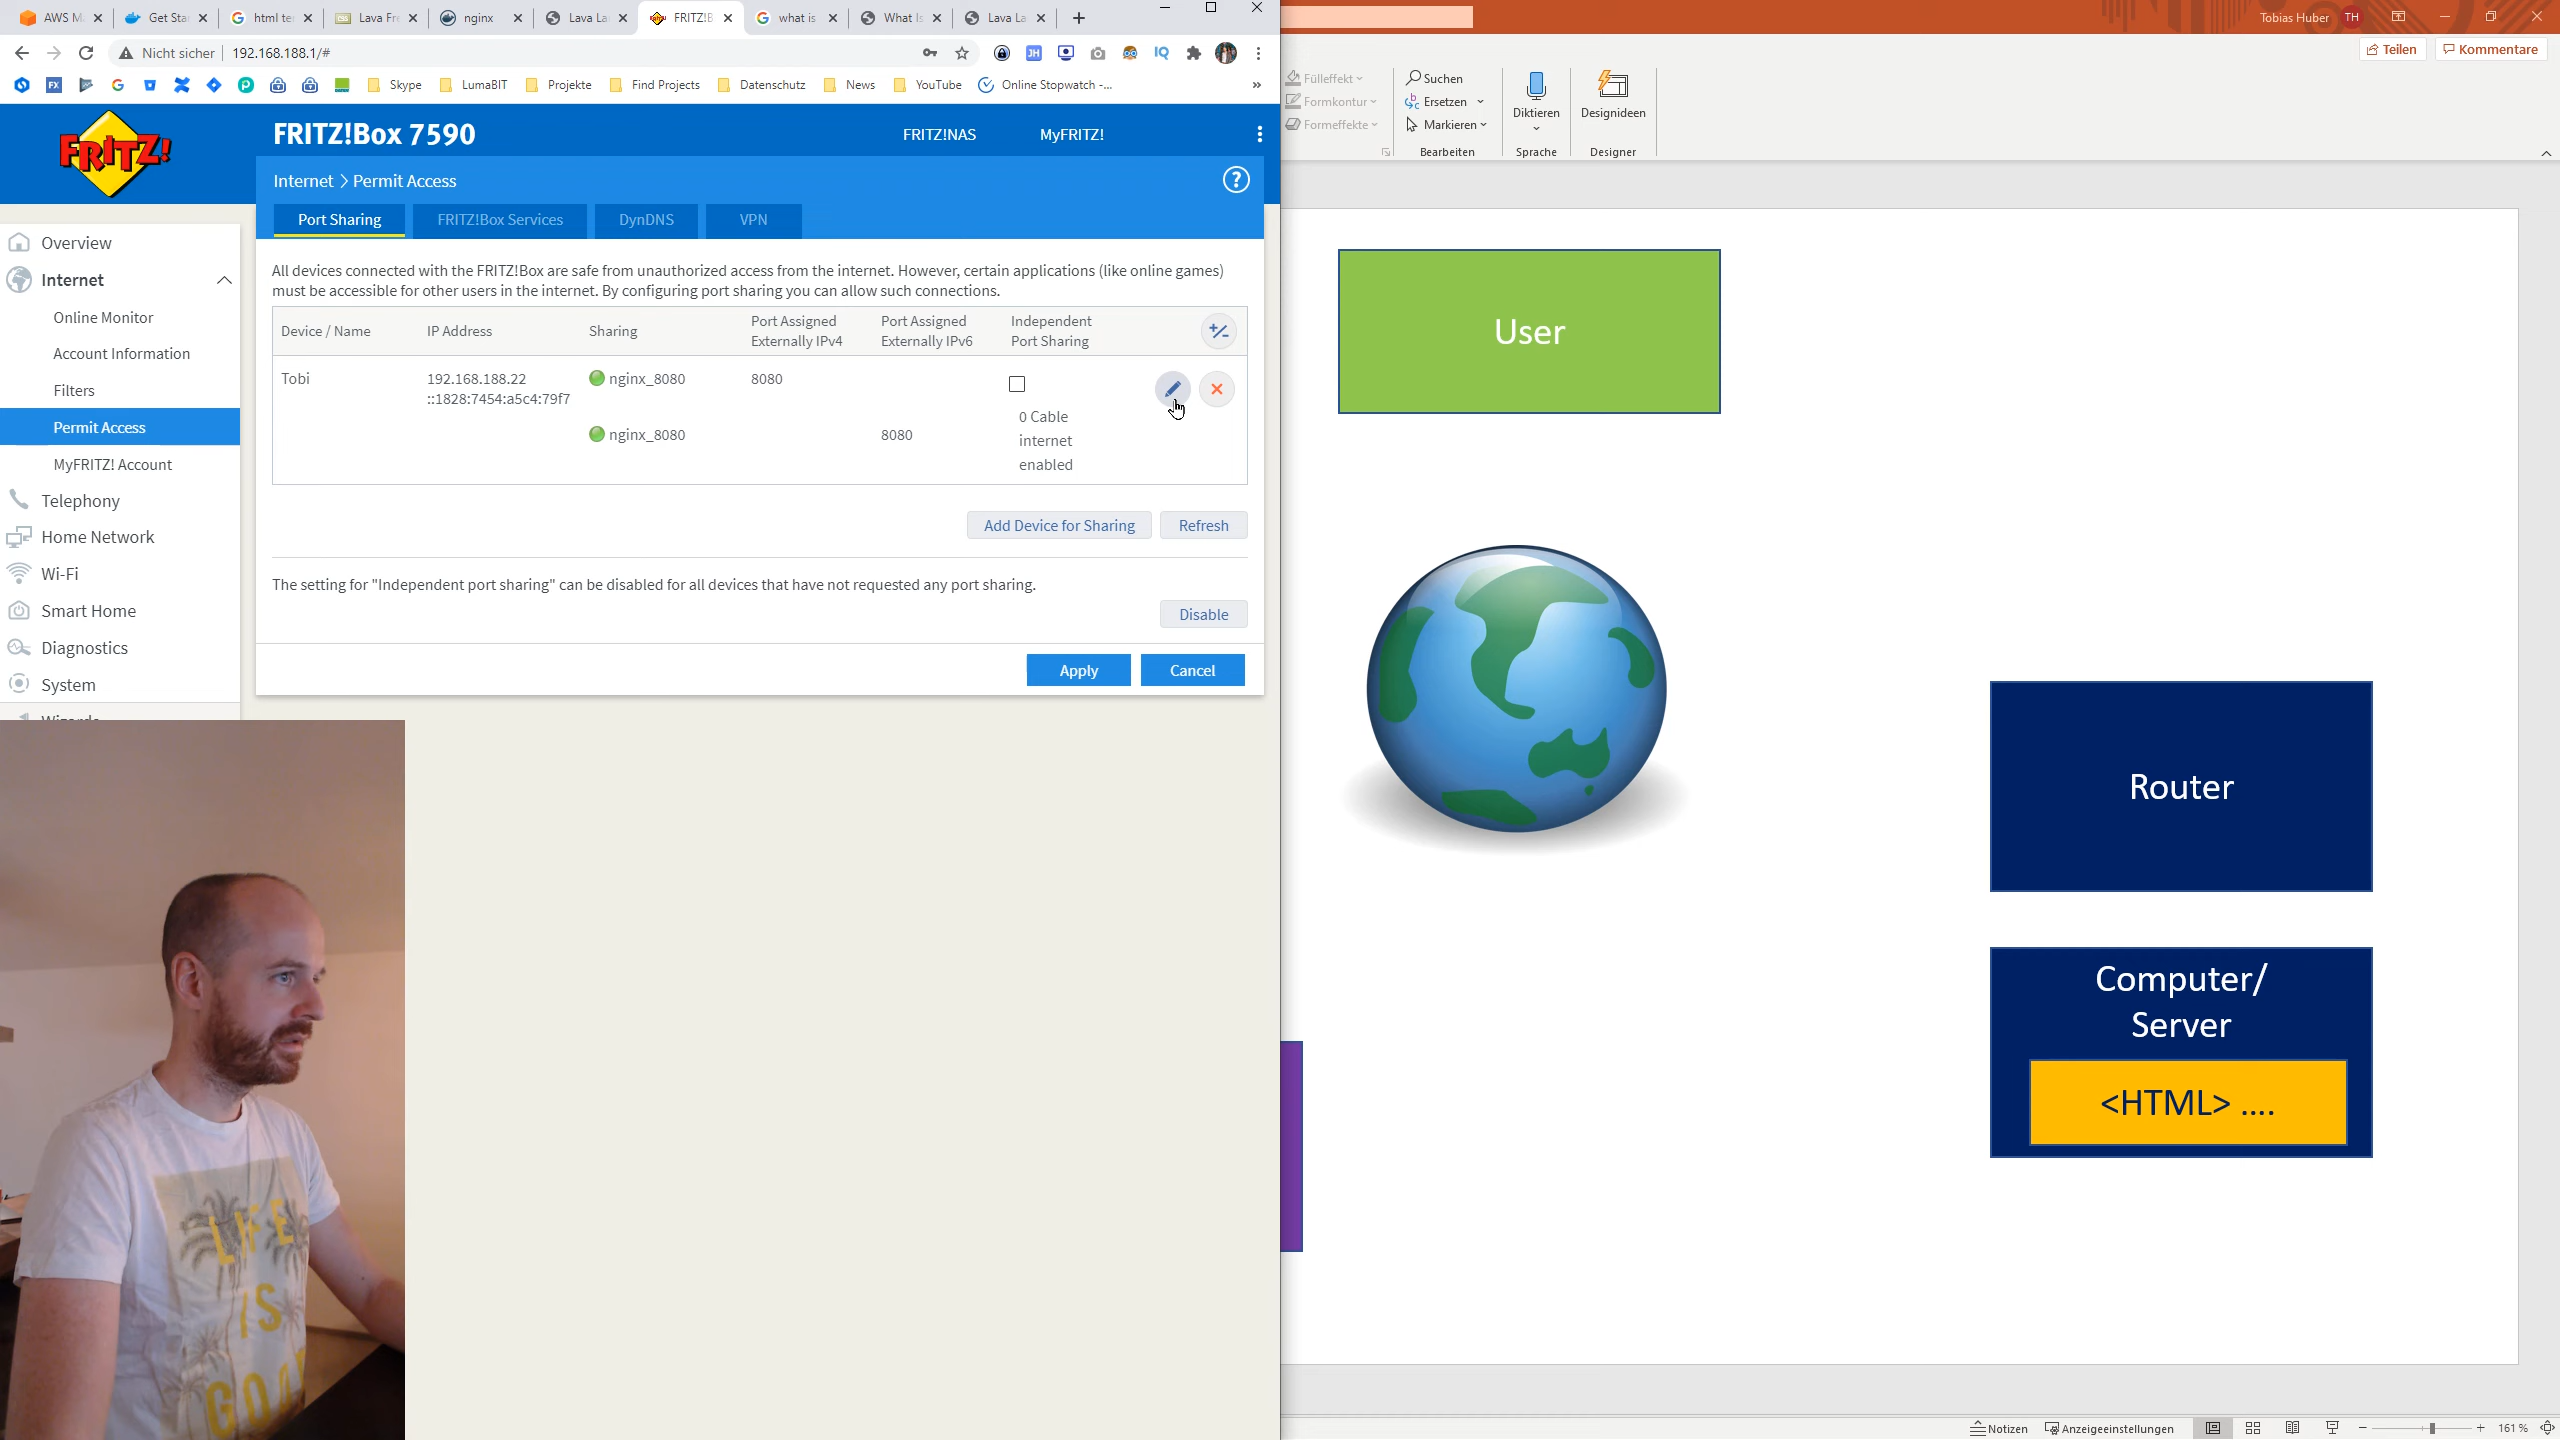 AWS M
Get Sta
html te
Lava Fr
nginx
Lava La
FRITZ!B
what is
What Is
Lava La
Nicht sicher
192.168.188.1/#
Skype
LumaBIT
Projekte
Find Projects
Datenschutz
News
YouTube
Online Stopwatch -...
FRITZ!
FRITZ!Box 7590
FRITZ!NAS
MyFRITZ!
Internet > Permit Access
Port Sharing
FRITZ!Box Services
DynDNS
VPN
Overview
Internet
Online Monitor
Account Information
Filters
Permit Access
MyFRITZ! Account
Telephony
Home Network
Wi-Fi
Smart Home
Diagnostics
System
All devices connected with the FRITZ!Box are safe from unauthorized access from the internet. However, certain applications (like online games)
must be accessible for other users in the internet. By configuring port sharing you can allow such connections.
Device / Name
IP Address
Sharing
Port Assigned
Externally IPv4
Port Assigned
Externally IPv6
Independent
Port Sharing
Tobi
192.168.188.22
::1828:7454:a5c4:79f7
nginx_8080
8080
nginx_8080
8080
0 Cable
internet
enabled
Add Device for Sharing
Refresh
The setting for "Independent port sharing" can be disabled for all devices that have not requested any port sharing.
Disable
Apply
Cancel
LIFE
IS
GOO
Tobias Huber
TH
Teilen
Kommentare
Fülleffekt
Formkontur
Formeffekte
Suchen
Ersetzen
Markieren
Bearbeiten
Diktieren
Sprache
Designideen
Designer
User
Router
Computer/
Server
<HTML> ....
Notizen
Anzeigeeinstellungen
161 %